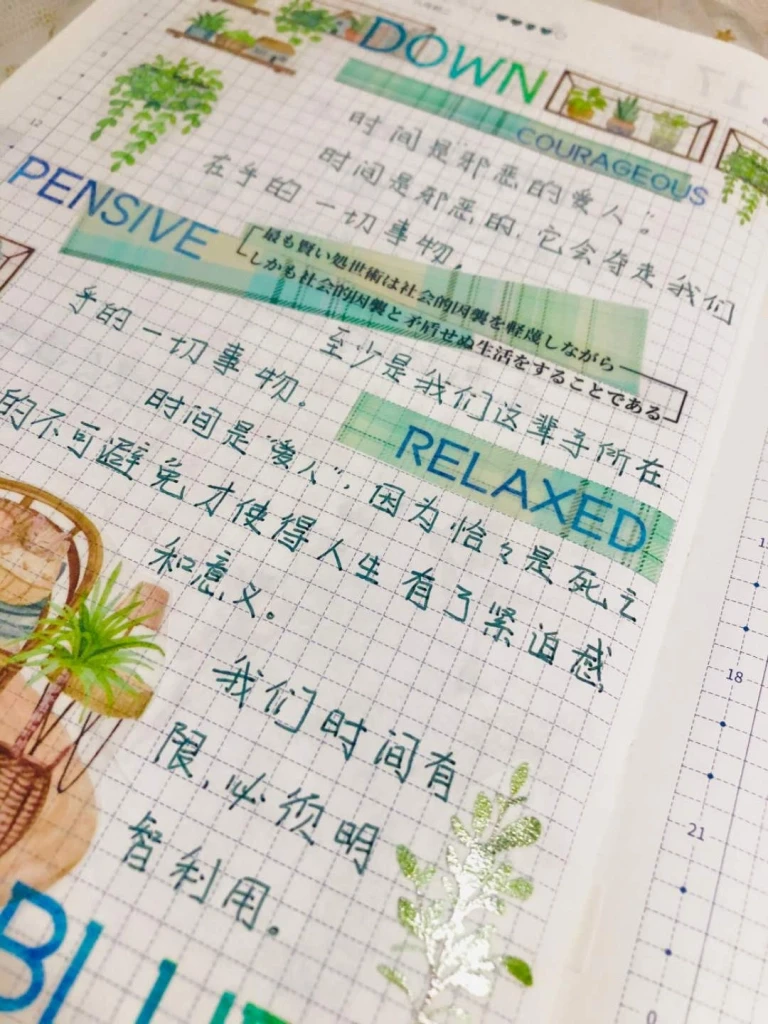 DOWN
COURAGEOUS
时间是邪恶的爱人：
时间是邪恶的，它会夺走我们
在乎的一切事物，
PENSIVE
最も賢い処世術は社会的因襲を軽蔑しながら
しかも社会的因襲と矛盾せぬ生活をすることである
至少是我们这辈子所在
乎的一切事物。
RELAXED
时间是“爱人”，因为恰々是死亡
的不可避免，才使得人生有了紧迫感
和意义。
我们时间有
限，必须明
智利用。
BLUE
12
18
21
0